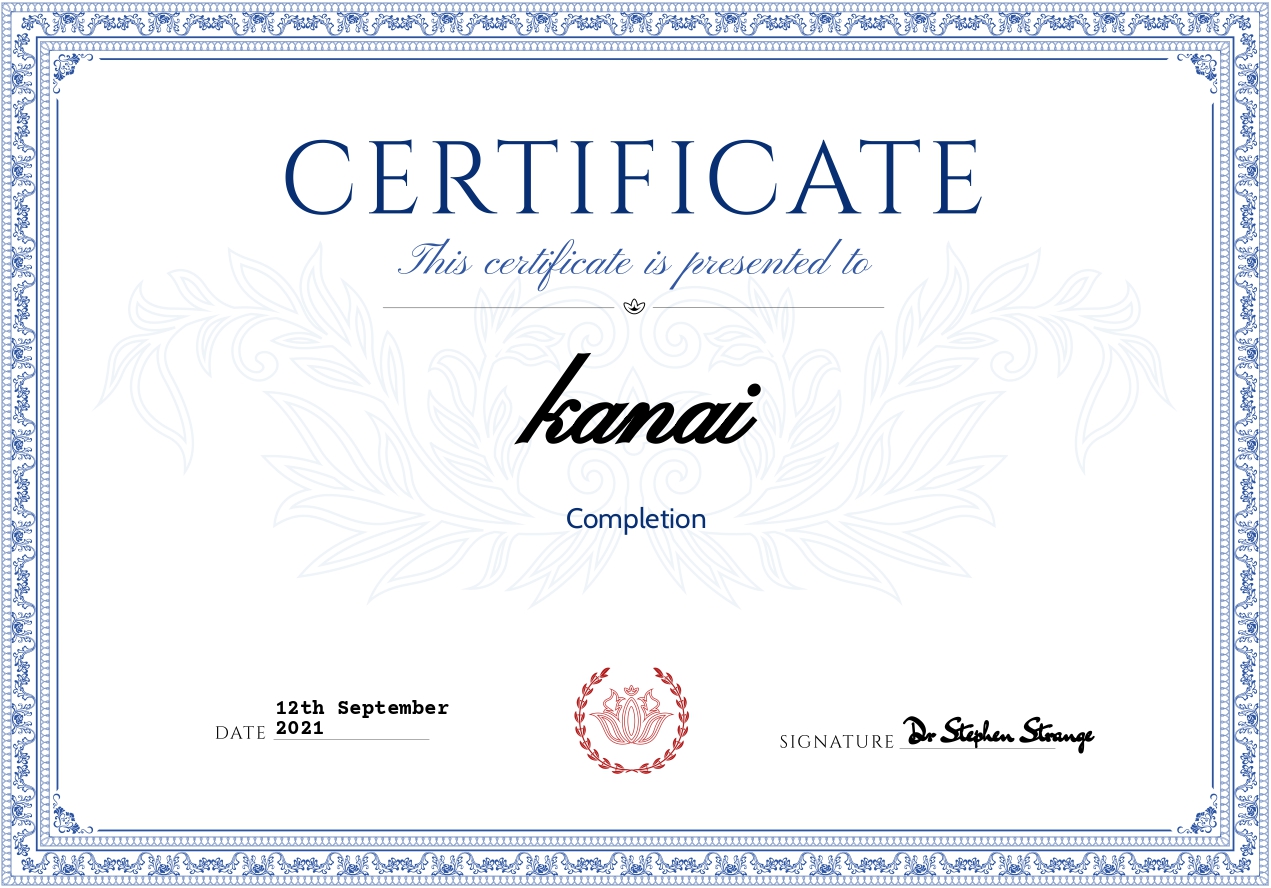 CERTIFICATE
This certificate is presented to
kanai
Completion
12th September
2021
DATE
SIGNATURE Dr Stephen Strange